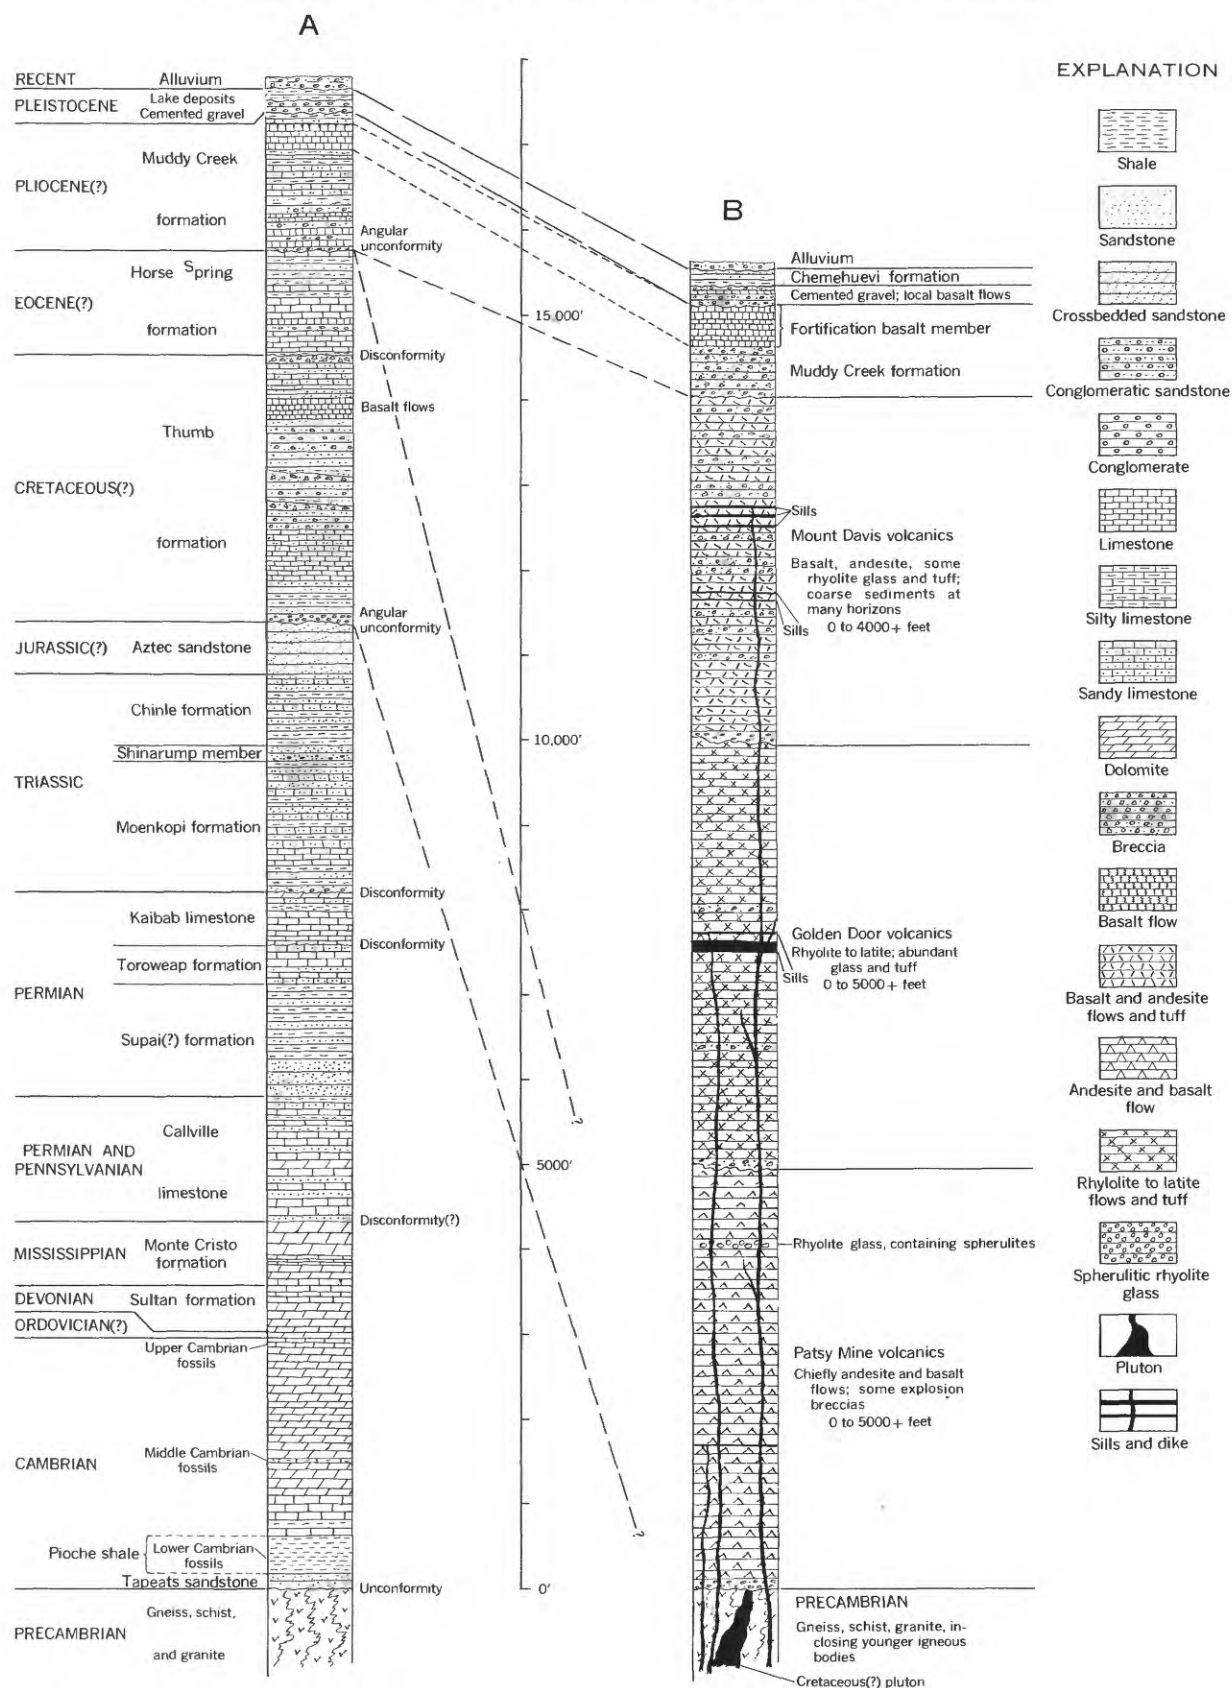 A
RECENT
Alluvium
PLEISTOCENE
Lake deposits
Cemented gravel
Muddy Creek
PLIOCENE(?)
formation
Angular
unconformity
Horse Spring
EOCENE(?)
formation
Disconformity
Basalt flows
Thumb
CRETACEOUS(?)
formation
Angular
unconformity
JURASSIC(?)
Aztec sandstone
Chinle formation
Shinarump member
TRIASSIC
Moenkopi formation
Disconformity
Kaibab limestone
Disconformity
Toroweap formation
PERMIAN
Supai(?) formation
Callville
PERMIAN AND
PENNSYLVANIAN
limestone
Disconformity(?)
MISSISSIPPIAN
Monte Cristo
formation
DEVONIAN
Sultan formation
ORDOVICIAN(?)
Upper Cambrian
fossils
CAMBRIAN
Middle Cambrian
fossils
Pioche shale
Lower Cambrian
fossils
Tapeats sandstone
Unconformity
Gneiss, schist,
PRECAMBRIAN
and granite
15,000'
10,000'
5000'
0'
?
?
B
Alluvium
Chemehuevi formation
Cemented gravel; local basalt flows
Fortification basalt member
Muddy Creek formation
Sills
Mount Davis volcanics
Basalt, andesite, some
rhyolite glass and tuff;
coarse sediments at
many horizons
0 to 4000+ feet
Sills
Golden Door volcanics
Rhyolite to latite; abundant
glass and tuff
0 to 5000+ feet
Sills
Rhyolite glass, containing spherulites
Patsy Mine volcanics
Chiefly andesite and basalt
flows; some explosion
breccias
0 to 5000+ feet
PRECAMBRIAN
Gneiss, schist, granite, in-
closing younger igneous
bodies
Cretaceous(?) pluton
EXPLANATION
Shale
Sandstone
Crossbedded sandstone
Conglomeratic sandstone
Conglomerate
Limestone
Silty limestone
Sandy limestone
Dolomite
Breccia
Basalt flow
Basalt and andesite
flows and tuff
Andesite and basalt
flow
Rhylolite to latite
flows and tuff
Spherulitic rhyolite
glass
Pluton
Sills and dike